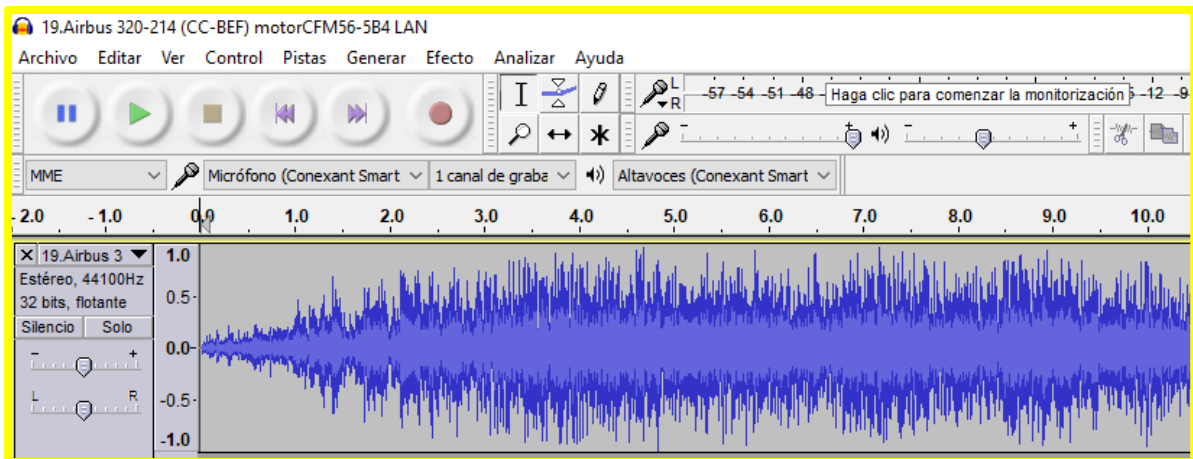 19.Airbus 320-214 (CC-BEF) motorCFM56-5B4 LAN
Archivo Editar Ver Control Pistas Generar Efecto Analizar Ayuda
L
R
-57 -54 -51 -48 - Haga clic para comenzar la monitorización -12 -9
- +
- +
MME Micrófono (Conexant Smart 1 canal de graba Altavoces (Conexant Smart
- 2.0 - 1.0 0.0 1.0 2.0 3.0 4.0 5.0 6.0 7.0 8.0 9.0 10.0
X 19.Airbus 3 1.0
Estéreo, 44100Hz
32 bits, flotante 0.5-
Silencio Solo
- + 0.0-
L R -0.5-
-1.0